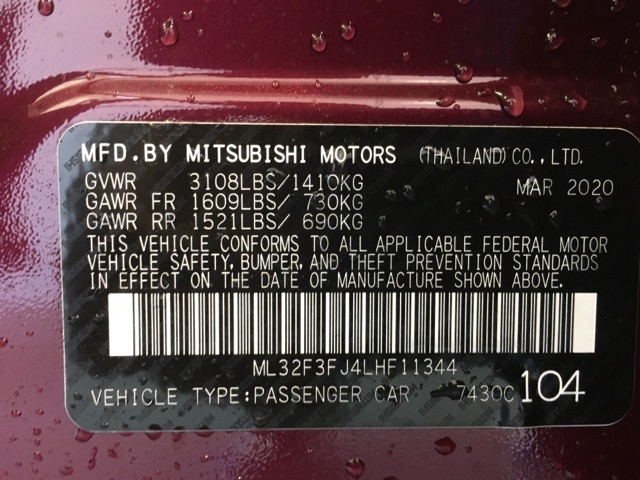 MFD.BY MITSUBISHI MOTORS (THAILAND) CO.,LTD.
GVWR 3108LBS/1410KG MAR 2020
GAWR FR 1609LBS/ 730KG
GAWR RR 1521LBS/ 690KG
THIS VEHICLE CONFORMS TO ALL APPLICABLE FEDERAL MOTOR
VEHICLE SAFETY, BUMPER, AND THEFT PREVENTION STANDARDS
IN EFFECT ON THE DATE OF MANUFACTURE SHOWN ABOVE.
ML32F3FJ4LHF11344
VEHICLE TYPE:PASSENGER CAR 7430C 104